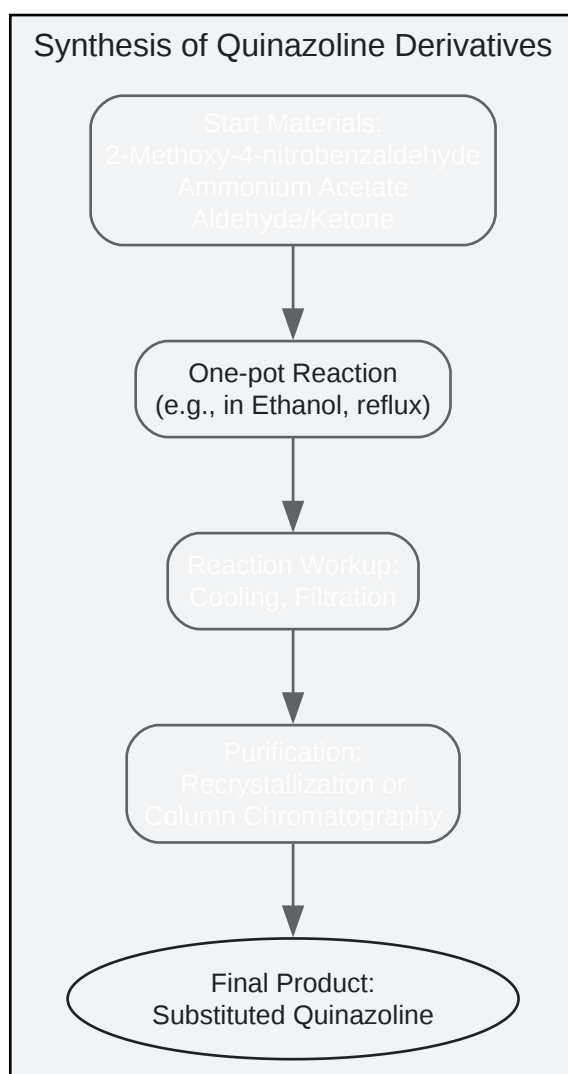 Synthesis of Quinazoline Derivatives
Start Materials:
2-Methoxy-4-nitrobenzaldehyde
Ammonium Acetate
Aldehyde/Ketone
One-pot Reaction
(e.g., in Ethanol, reflux)
Reaction Workup:
Cooling, Filtration
Purification:
Recrystallization or
Column Chromatography
Final Product:
Substituted Quinazoline